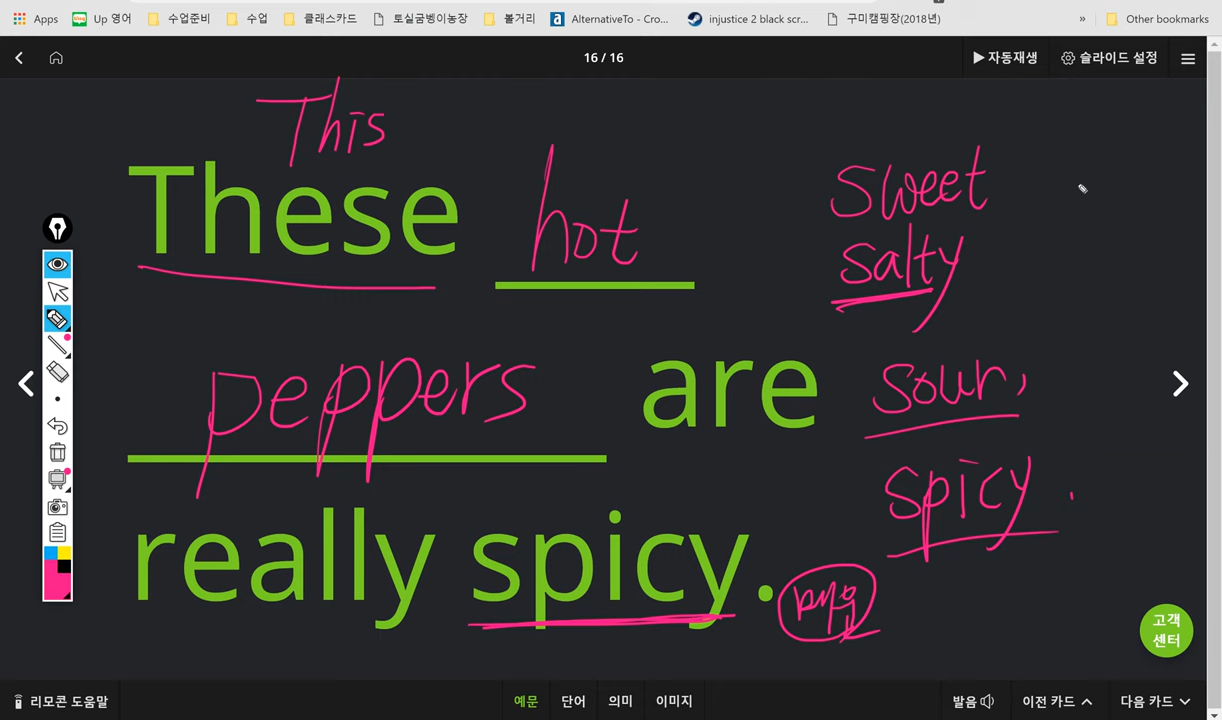 Apps Up 영어 수업준비 수업 클래스카드 토실굼벵이농장 볼거리 AlternativeTo - Cro... injustice 2 black scr... 구미캠핑장(2018년) » Other bookmarks
16 / 16 자동재생 슬라이드 설정
This
These hot
sweet
salty
peppers are
sour,
spicy.
really spicy.
고객
센터
리모콘 도움말 예문 단어 의미 이미지 발음 이전 카드 다음 카드